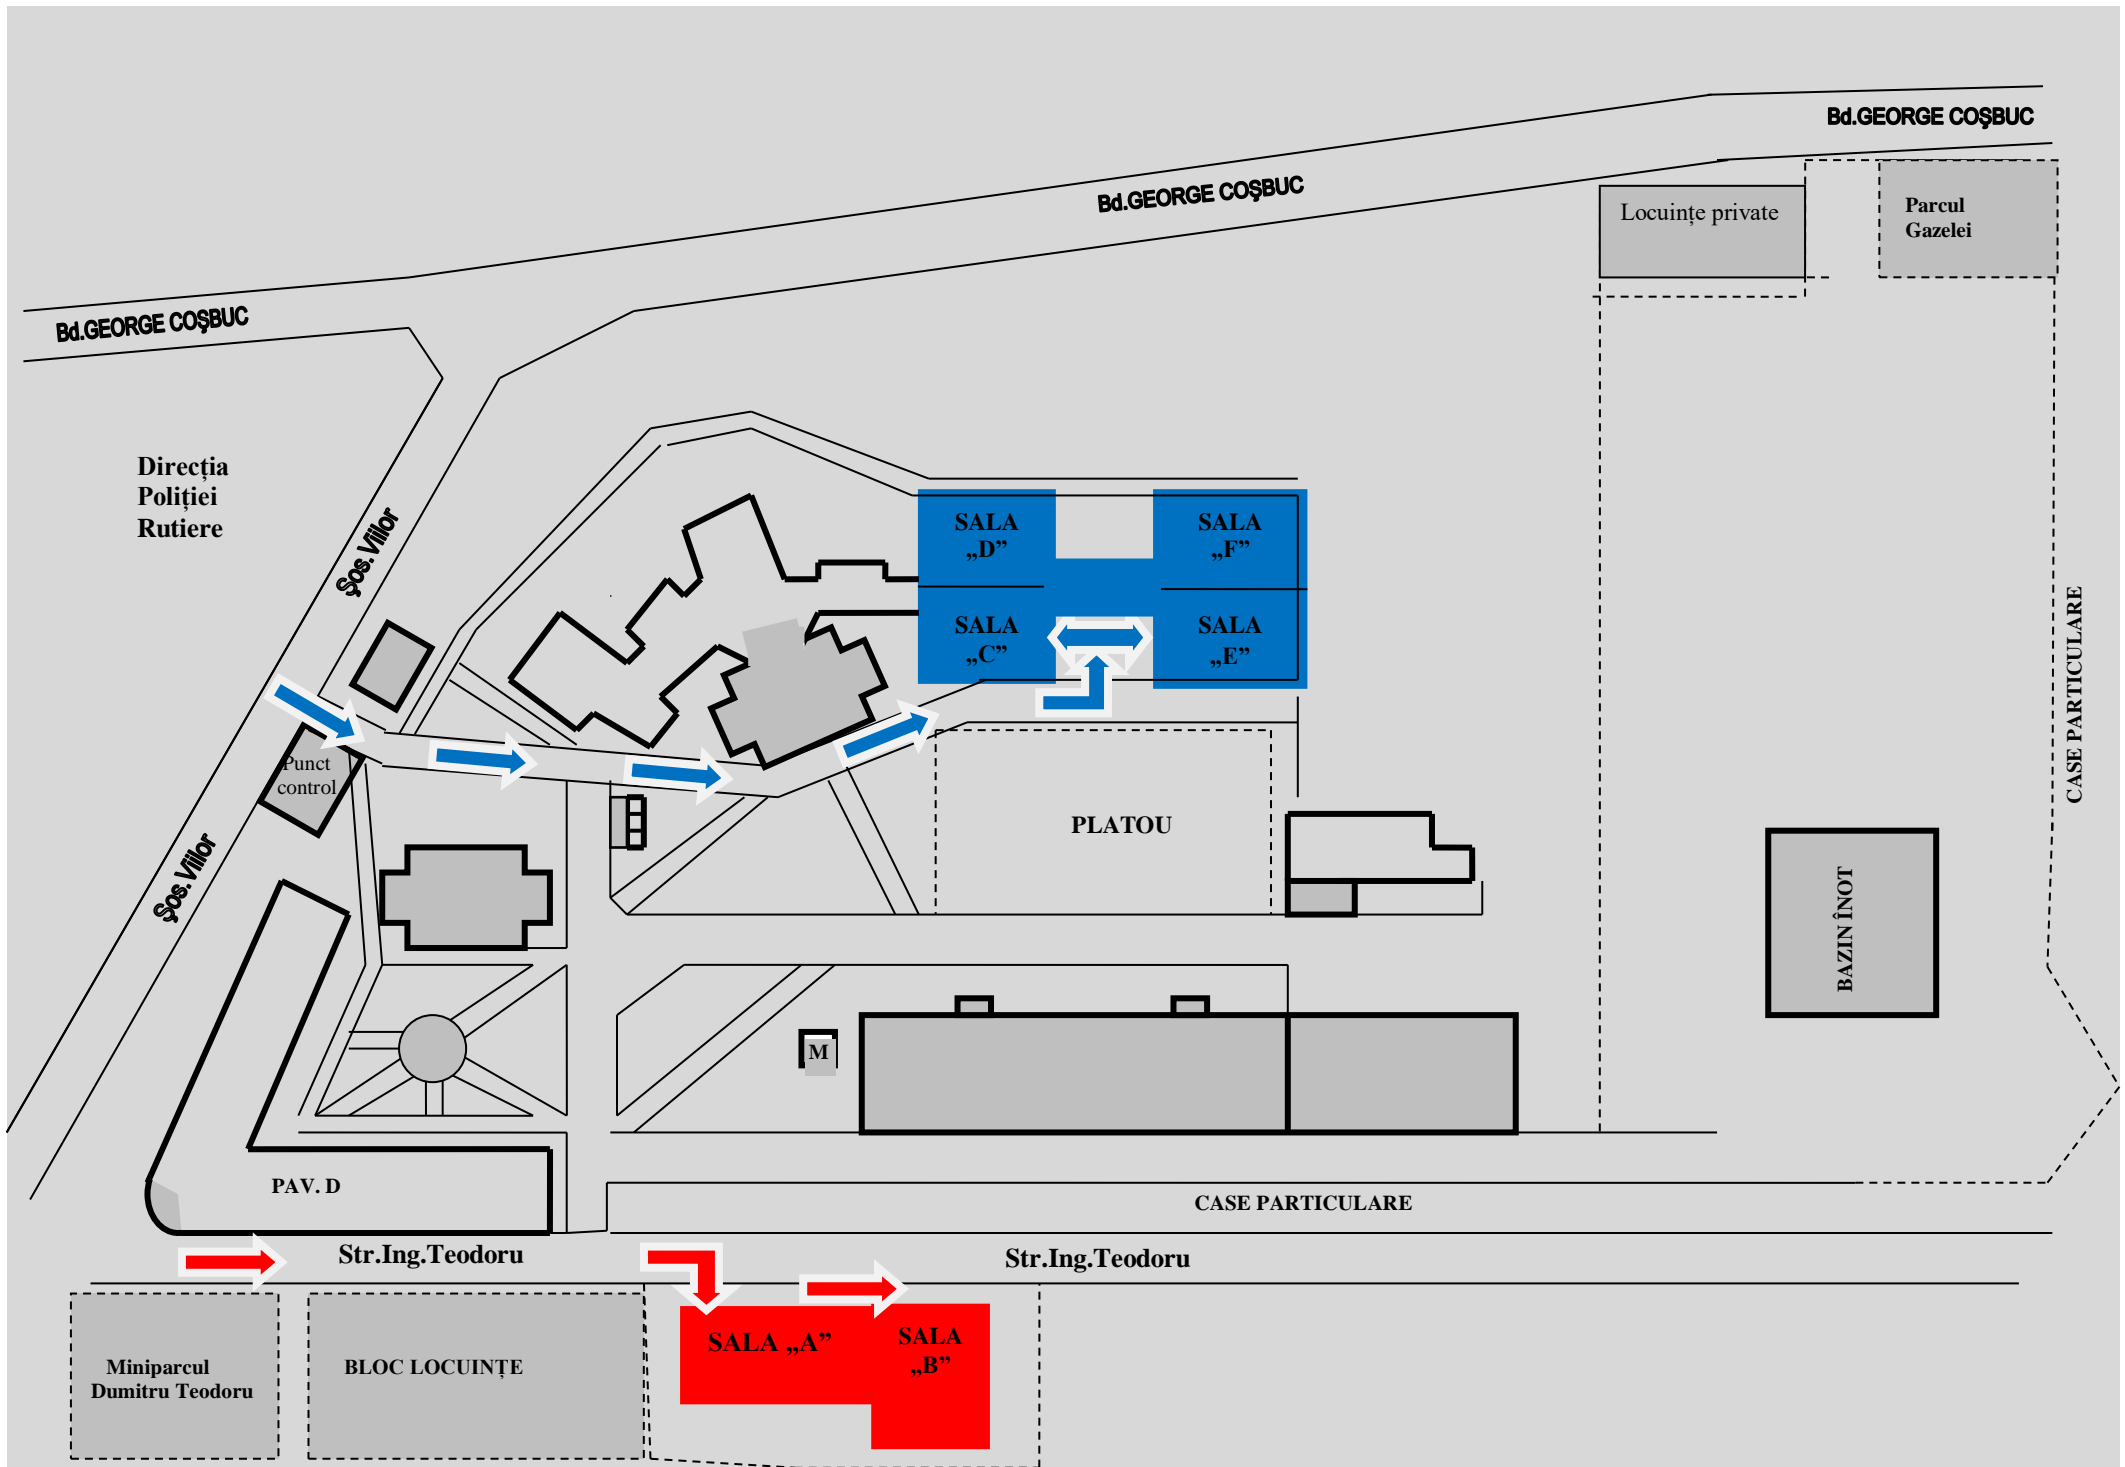 Bd.GEORGE COŞBUC
Bd.GEORGE COŞBUC
Locuințe private
Parcul
Gazelei
Bd.GEORGE COŞBUC
Direcția
Poliției
Rutiere
Şos.Viilor
SALA
„D”
SALA
„F”
SALA
„C”
SALA
„E”
CASE PARTICULARE
Punct
control
PLATOU
Şos.Viilor
BAZIN ÎNOT
M
PAV. D
CASE PARTICULARE
Str.Ing.Teodoru
Str.Ing.Teodoru
SALA „A”
SALA
„B”
Miniparcul
Dumitru Teodoru
BLOC LOCUINȚE